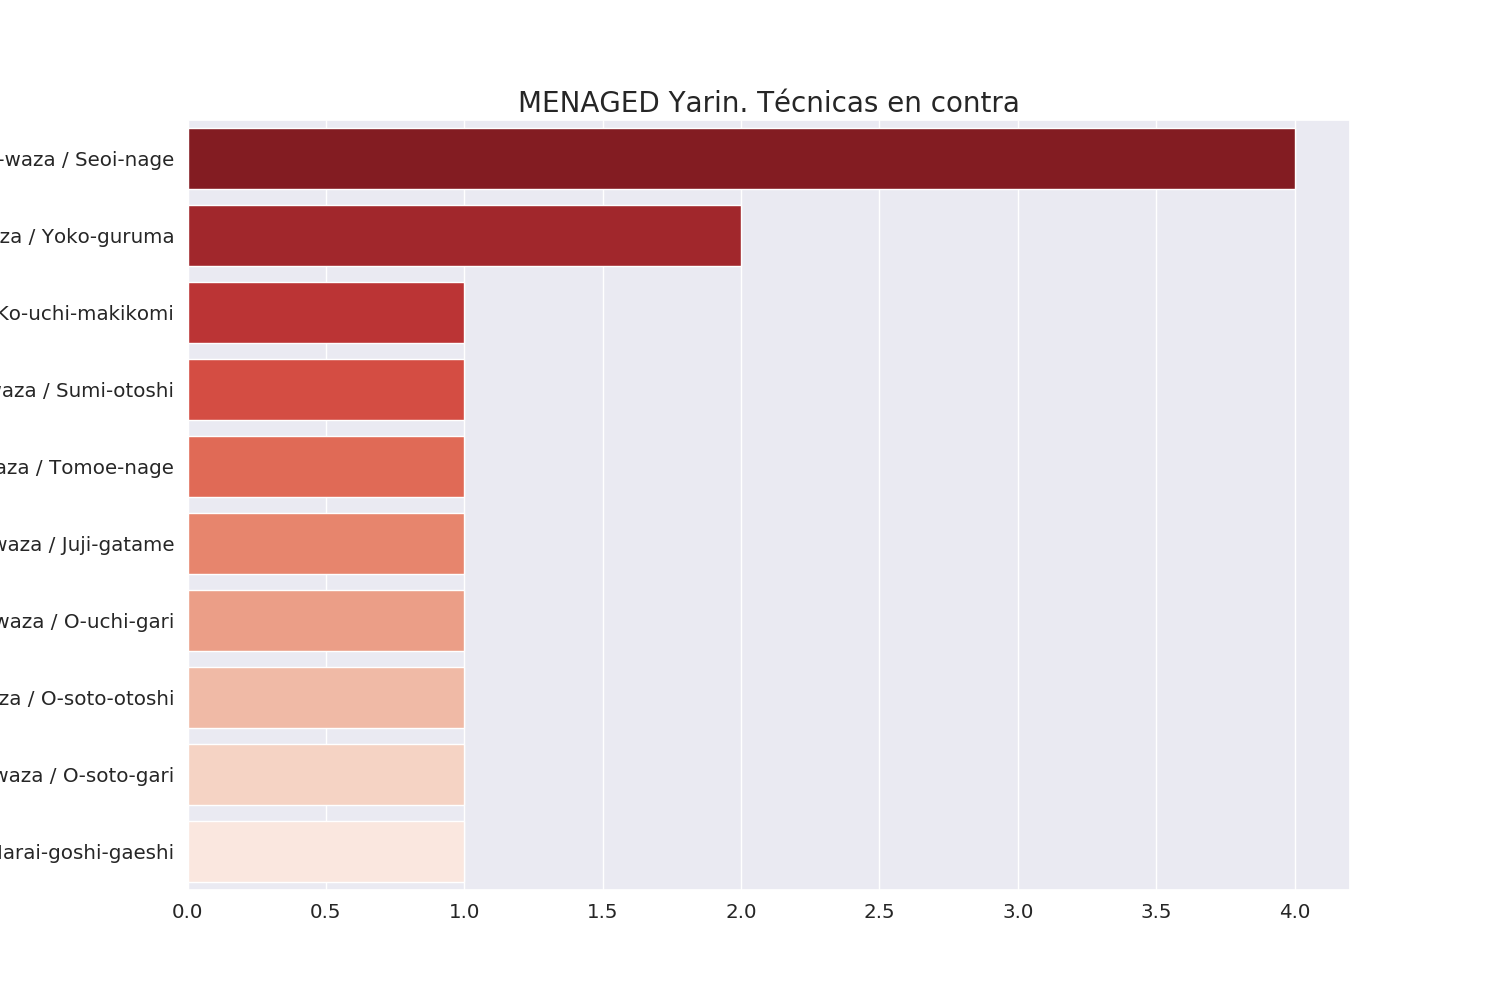 MENAGED Yarin. Técnicas en contra
-waza / Seoi-nage
za / Yoko-guruma
Ko-uchi-makikomi
waza / Sumi-otoshi
aza / Tomoe-nage
waza / Juji-gatame
waza / O-uchi-gari
za / O-soto-otoshi
waza / O-soto-gari
Harai-goshi-gaeshi
0.0 0.5 1.0 1.5 2.0 2.5 3.0 3.5 4.0